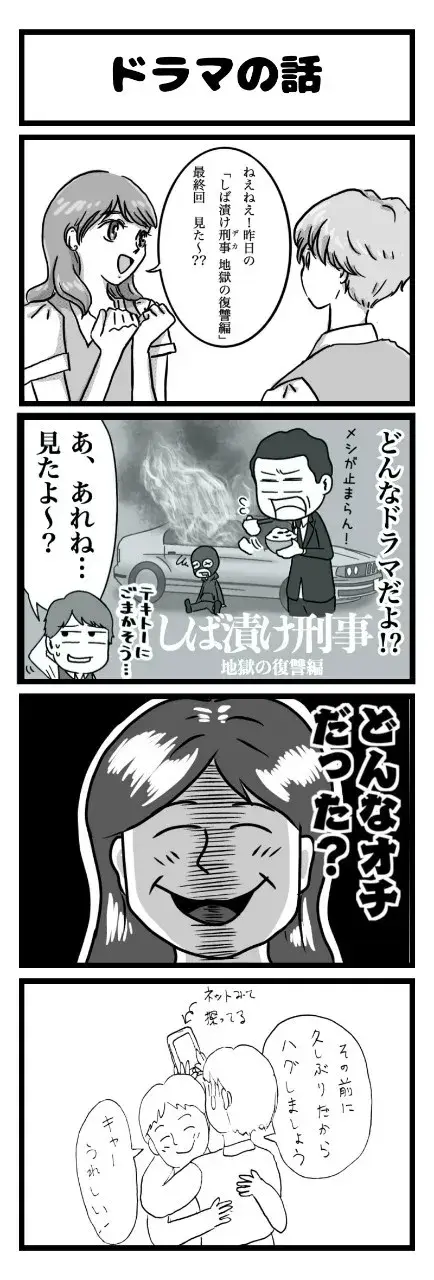 ドラマの話
ねえねえ!昨日の
「しば漬け刑事 地獄の復讐編」
デカ
最終回 見た〜??
どんなドラマだよ!?
メシが止まらん!
しば漬け刑事
地獄の復讐編
あ、あれね…
見たよ〜?
テキトーに
ごまかそう…
どんなオチ
だった?
ネットみて
探ってる
その前に
久しぶりだから
ハグしましょう
キャー
うれしい!